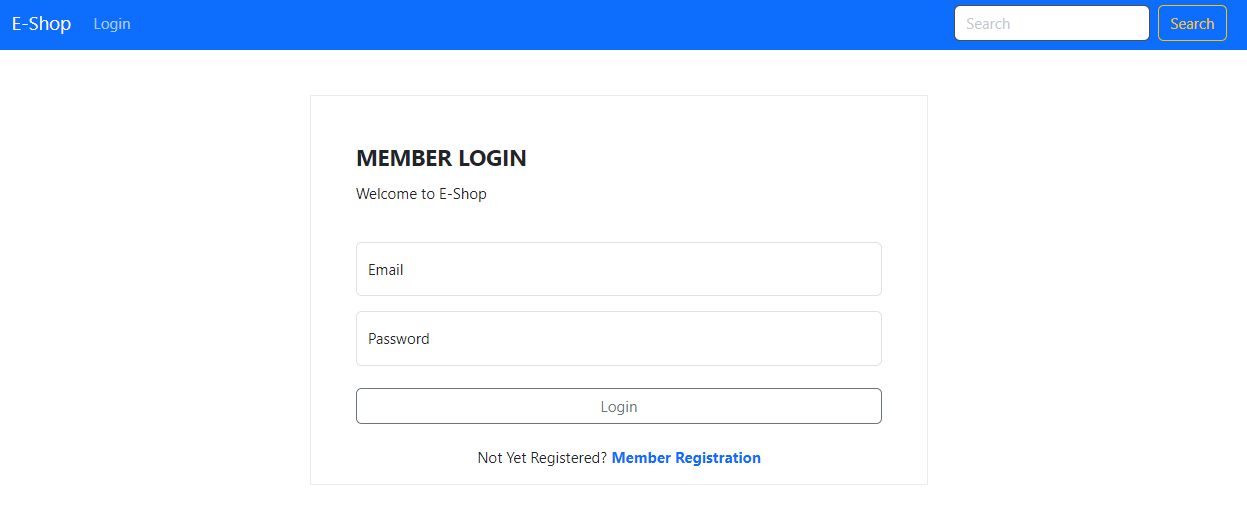 E-Shop Login Search Search
MEMBER LOGIN
Welcome to E-Shop
Email
Password
Login
Not Yet Registered? Member Registration